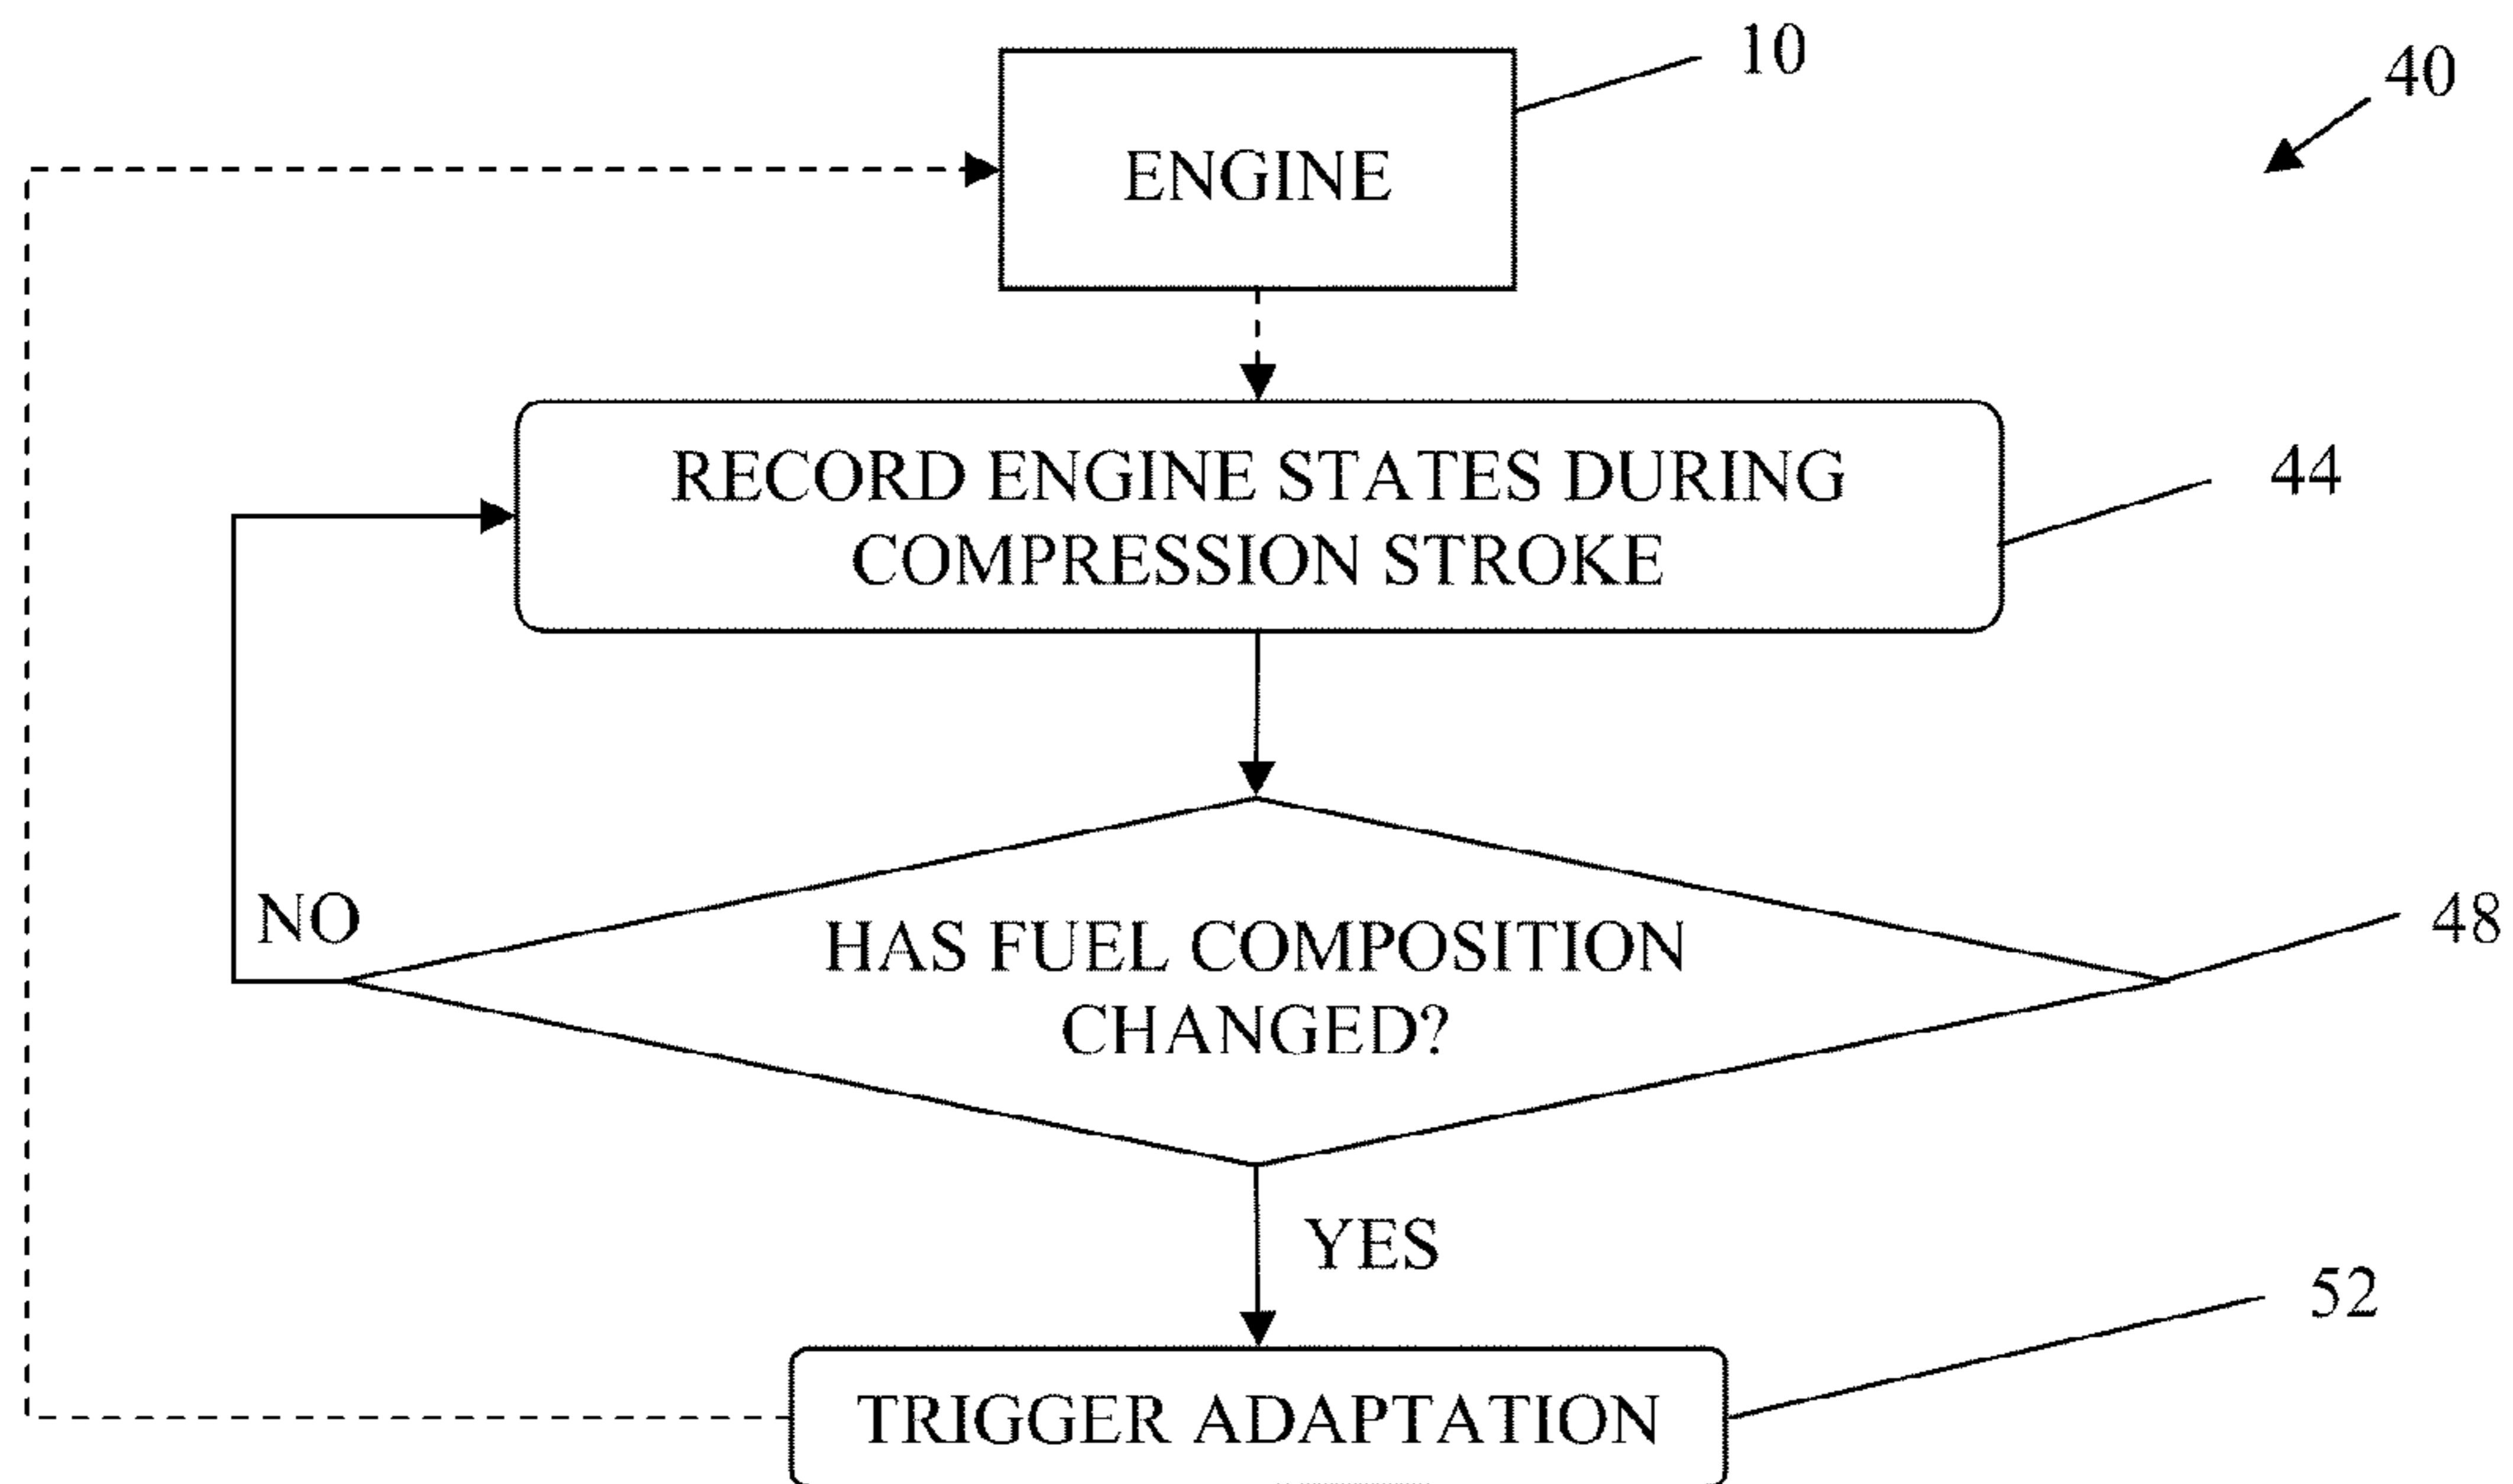 10
40
ENGINE
RECORD ENGINE STATES DURING
COMPRESSION STROKE
44
NO
HAS FUEL COMPOSITION
CHANGED?
48
YES
52
TRIGGER ADAPTATION